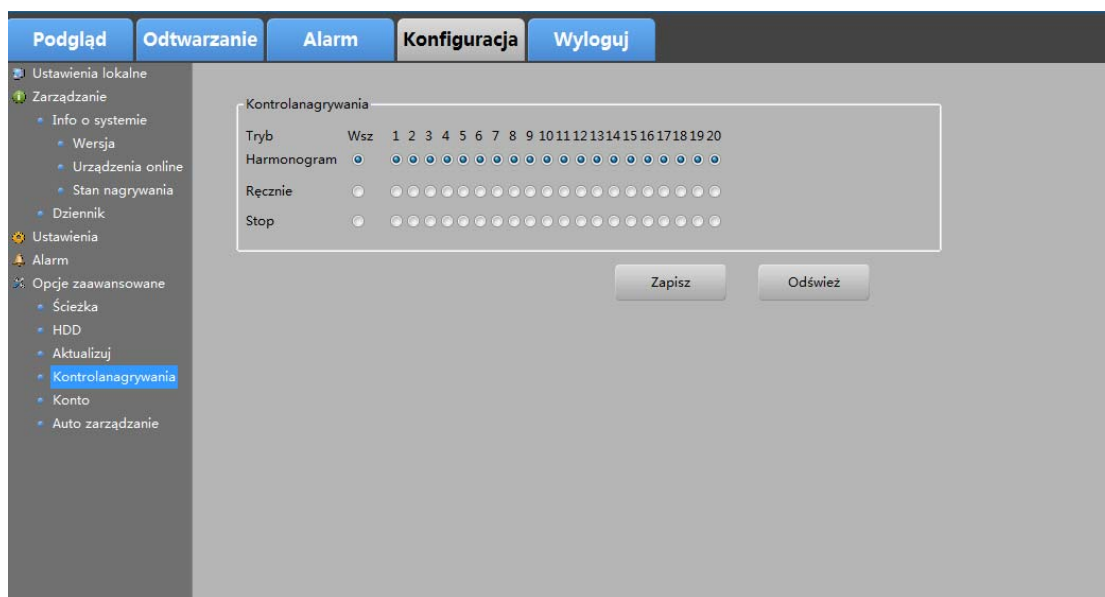 Podgląd Odtwarzanie Alarm Konfiguracja Wyloguj
Ustawienia lokalne
Zarządzanie
Info o systemie
Wersja
Urządzenia online
Stan nagrywania
Dziennik
Ustawienia
Alarm
Opcje zaawansowane
Ścieżka
HDD
Aktualizuj
Kontrolanagrywania
Konto
Auto zarządzanie
Kontrolanagrywania
Tryb Wsz 1 2 3 4 5 6 7 8 9 10 11 12 13 14 15 16 17 18 19 20
Harmonogram
Ręcznie
Stop
Zapisz Odśwież